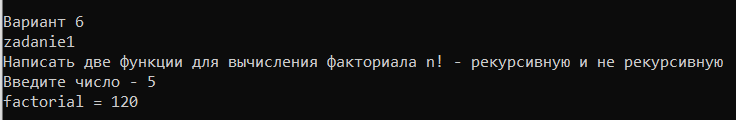 Вариант 6
zadanie1
Написать две функции для вычисления факториала n! - рекурсивную и не рекурсивную
Введите число - 5
factorial = 120